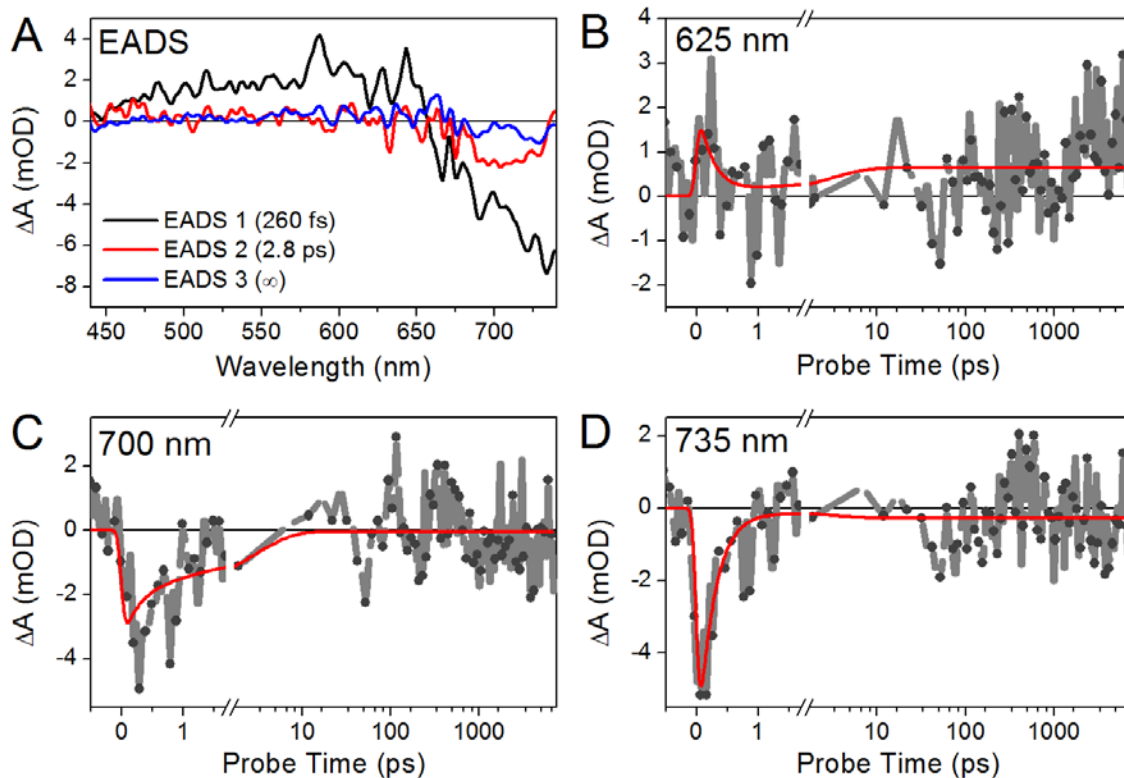 A EADS
ΔA (mOD)
4
2
0
-2
-4
-6
-8
EADS 1 (260 fs)
EADS 2 (2.8 ps)
EADS 3 (∞)
450 500 550 600 650 700
Wavelength (nm)
B 625 nm
ΔA (mOD)
4
3
2
1
0
-1
-2
0 1 10 100 1000
Probe Time (ps)
C 700 nm
ΔA (mOD)
2
0
-2
-4
0 1 10 100 1000
Probe Time (ps)
D 735 nm
ΔA (mOD)
2
0
-2
-4
0 1 10 100 1000
Probe Time (ps)